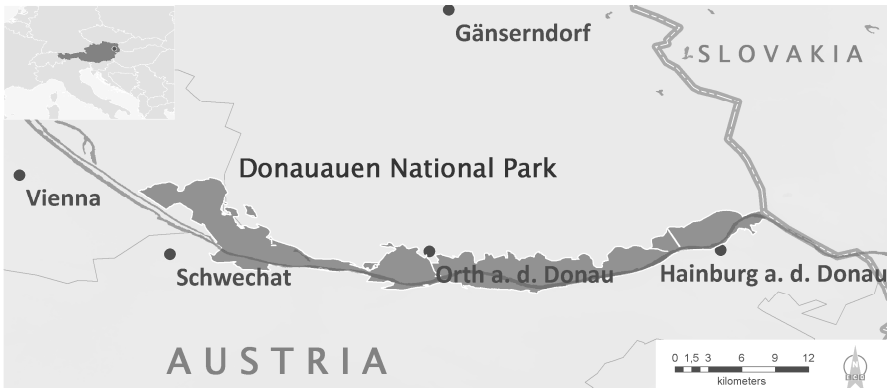 Gänserndorf
SLOVAKIA
Donauauen National Park
Vienna
Schwechat
Orth a. d. Donau
Hainburg a. d. Donau
AUSTRIA
0 1,5 3 6 9 12
kilometers